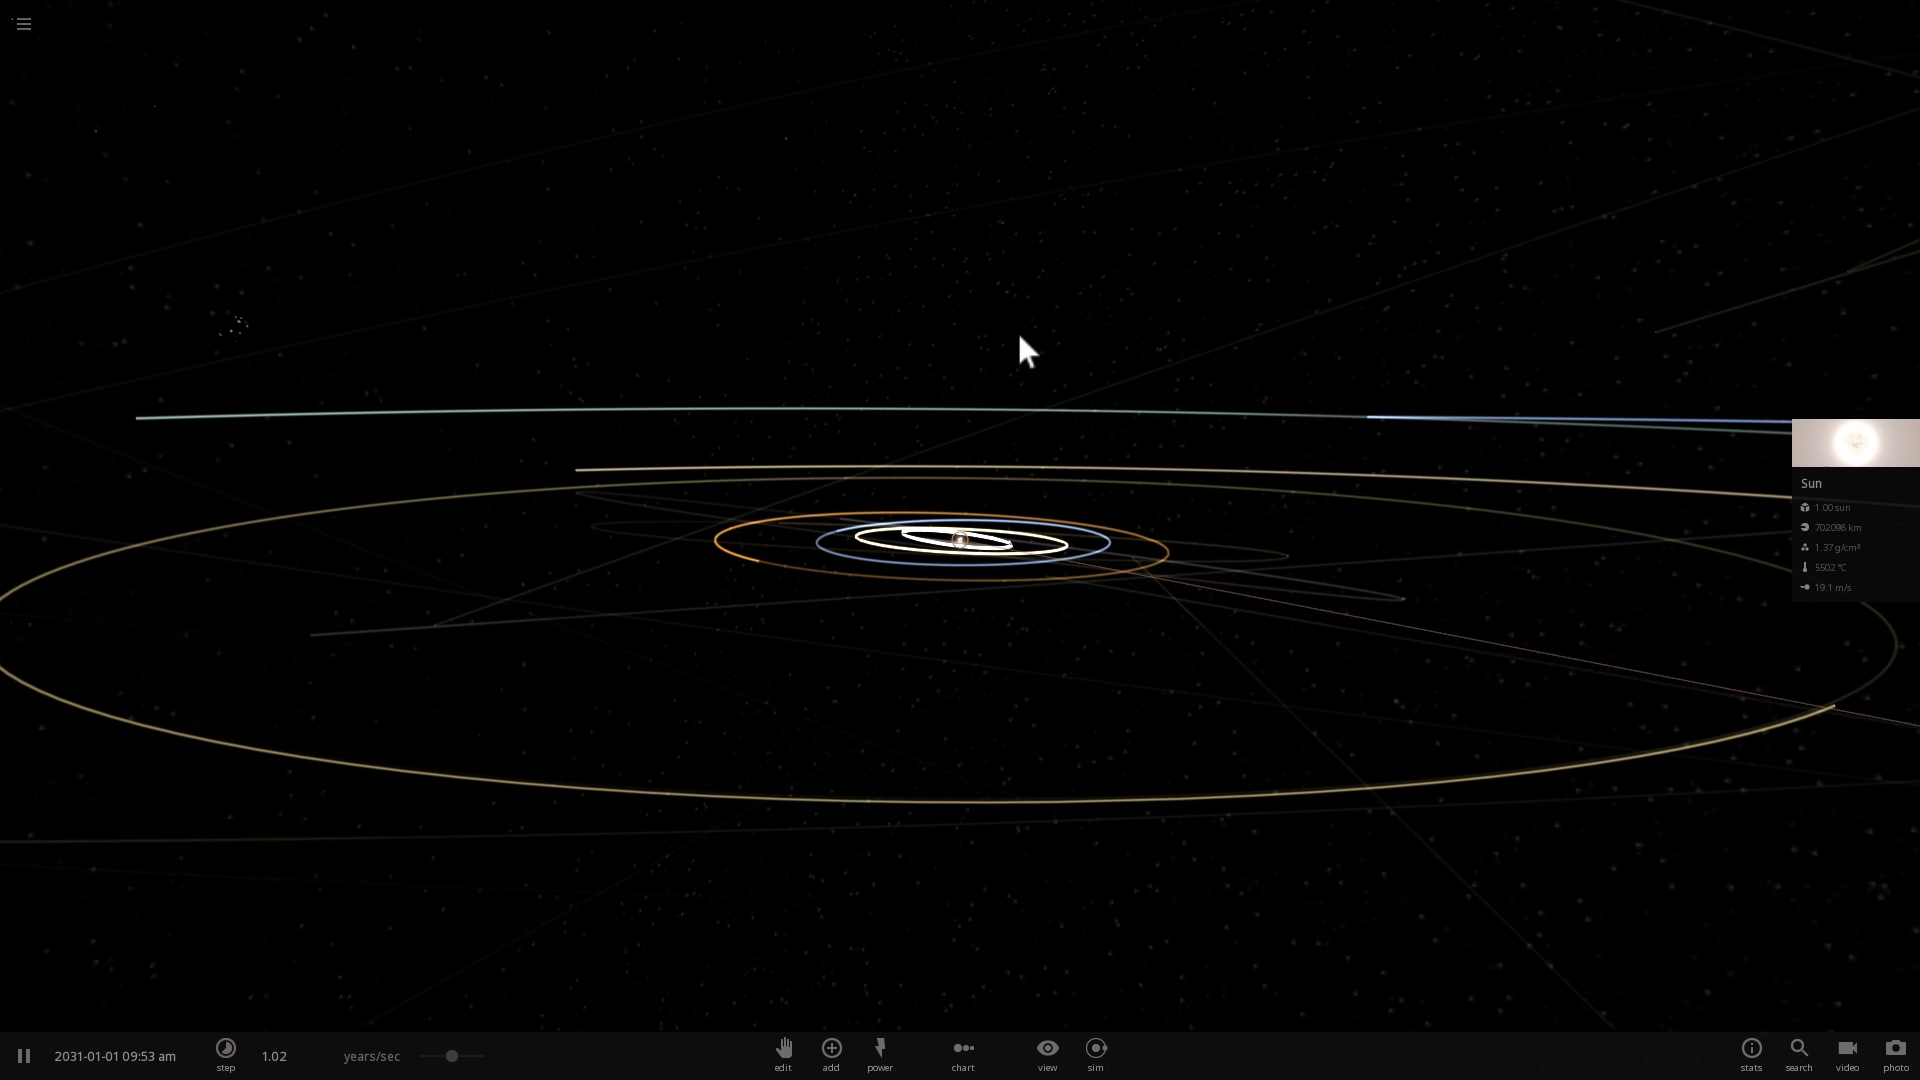 Sun
1.00 sun
702098 km
1.37 g/cm³
5502 °C
19.1 m/s
2031-01-01 09:53 am
step
1.02
years/sec
edit
add
power
chart
view
sim
stats
search
video
photo